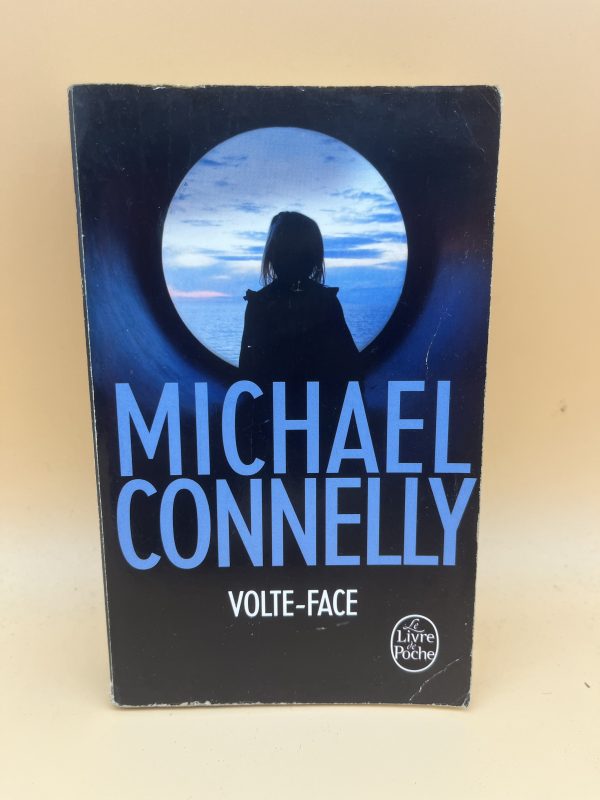 MICHAEL
CONNELLY
VOLTE-FACE
Le
Livre
de
Poche